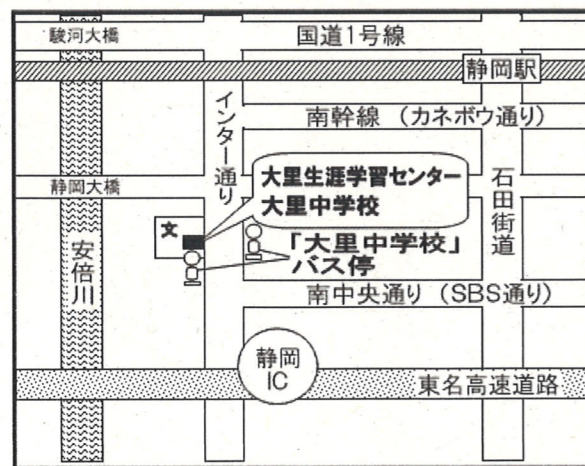 駿河大橋
国道1号線
静岡駅
インター通り
南幹線 (カネボウ通り)
静岡大橋
大里生涯学習センター
大里中学校
石田街道
文
「大里中学校」
バス停
安倍川
南中央通り (SBS通り)
静岡
IC
東名高速道路